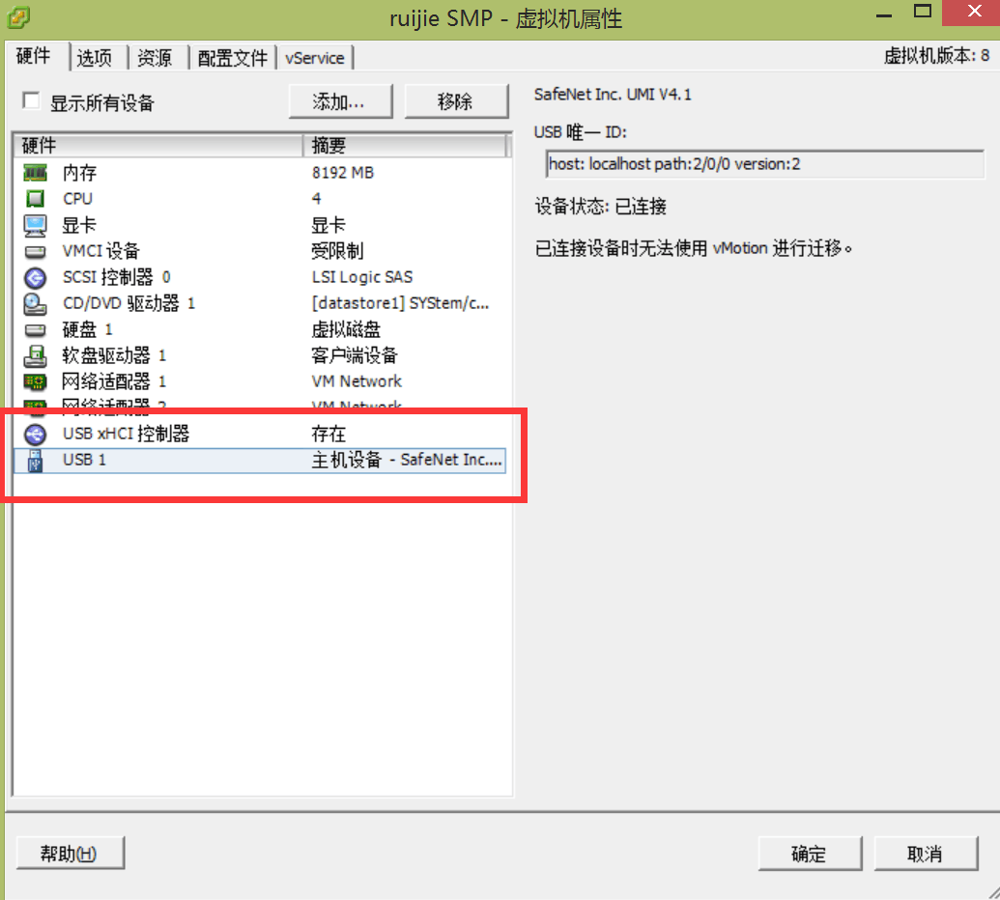 ruijie SMP - 虚拟机属性
硬件 选项 资源 配置文件 vService 虚拟机版本: 8
显示所有设备 添加... 移除
硬件 摘要
内存 8192 MB
CPU 4
显卡 显卡
VMCI 设备 受限制
SCSI 控制器 0 LSI Logic SAS
CD/DVD 驱动器 1 [datastore1] SYStem/c...
硬盘 1 虚拟磁盘
软盘驱动器 1 客户端设备
网络适配器 1 VM Network
网络适配器 2 VM Network
USB xHCI 控制器 存在
USB 1 主机设备 - SafeNet Inc....
SafeNet Inc. UMI V4.1
USB 唯一 ID:
host: localhost path:2/0/0 version:2
设备状态: 已连接
已连接设备时无法使用 vMotion 进行迁移。
帮助(H) 确定 取消